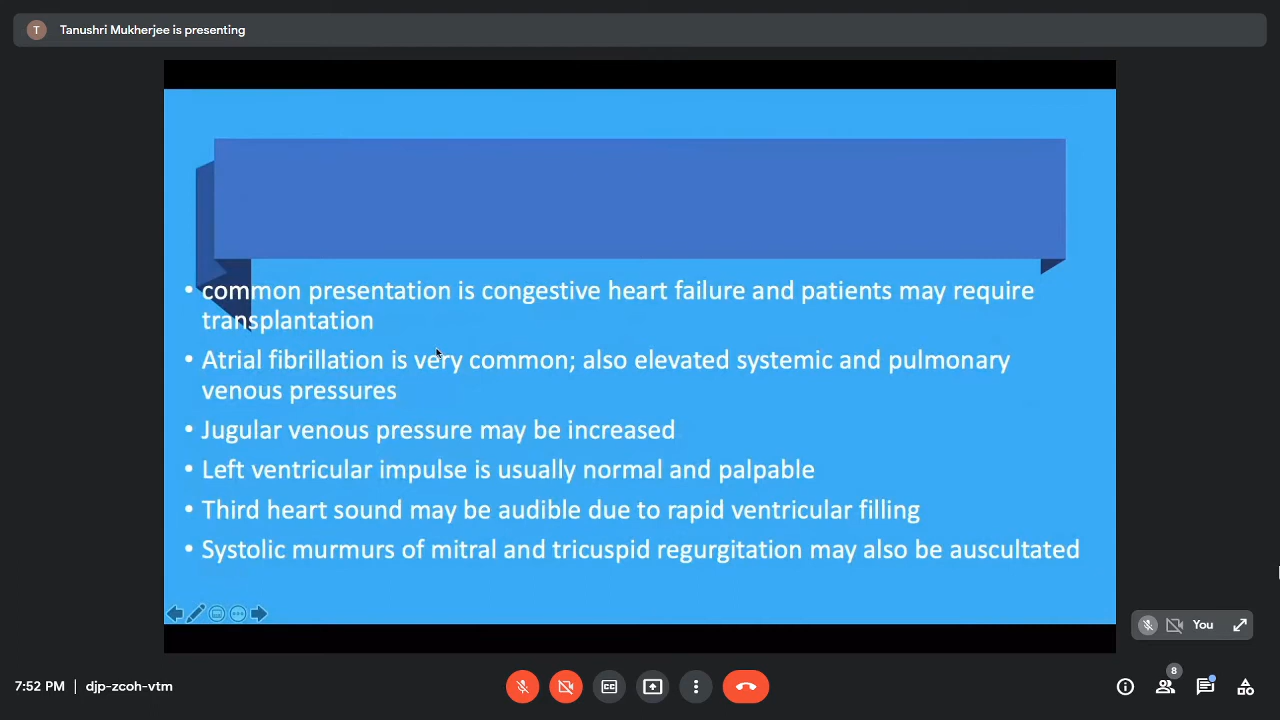 T
Tanushri Mukherjee is presenting
• common presentation is congestive heart failure and patients may require
transplantation
• Atrial fibrillation is very common; also elevated systemic and pulmonary
venous pressures
• Jugular venous pressure may be increased
• Left ventricular impulse is usually normal and palpable
• Third heart sound may be audible due to rapid ventricular filling
• Systolic murmurs of mitral and tricuspid regurgitation may also be auscultated
You
7:52 PM | djp-zcoh-vtm
CC
8